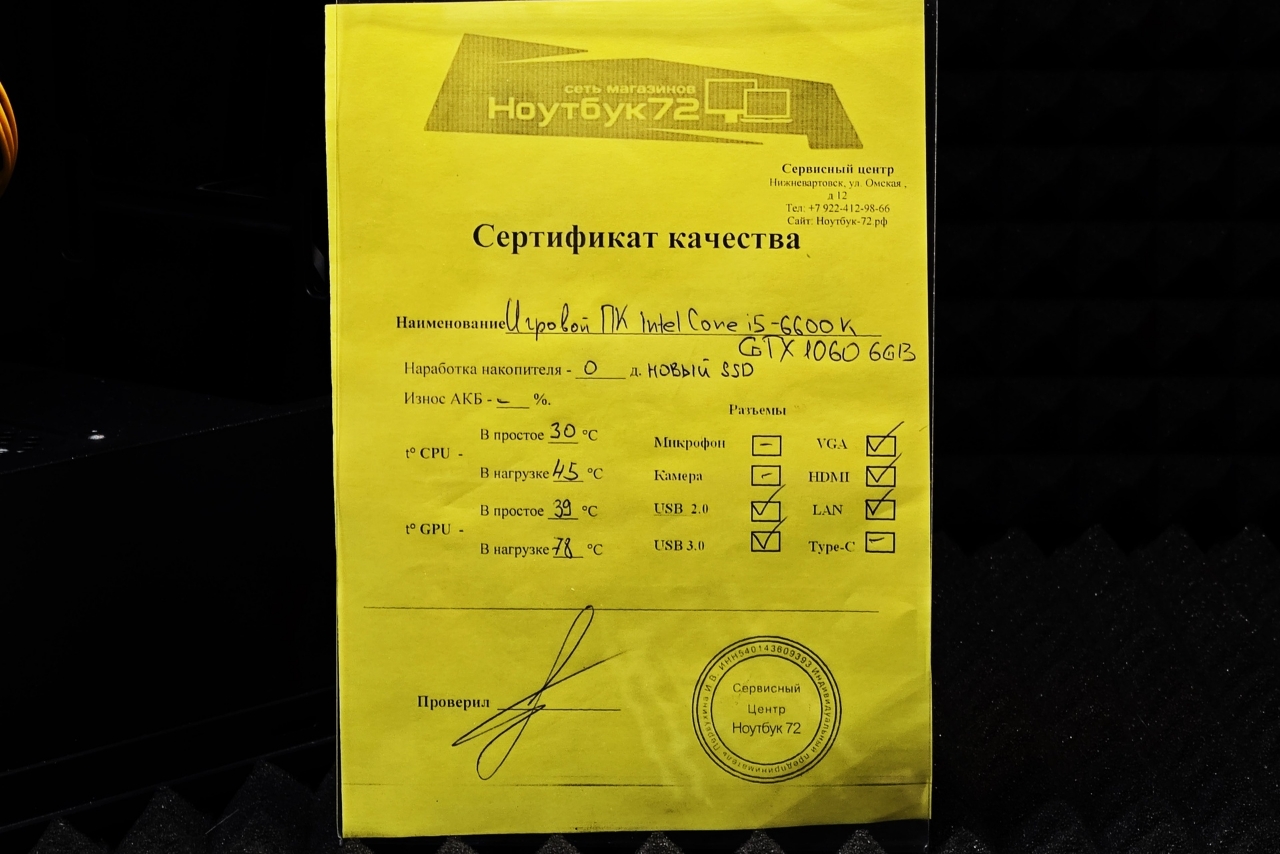 сеть магазинов
Ноутбук72
Сервисный центр
Нижневартовск, ул. Омская ,
д 12
Тел: +7 922-412-98-66
Сайт: Ноутбук-72.рф
Сертификат качества
Наименование Игровой ПК Intel Core i5-6600K
GTX 1060 6GB
Наработка накопителя - 0 д. новый SSD
Износ АКБ - - %.
Разъемы
t° CPU -
В простое 30 °C
В нагрузке 45 °C
t° GPU -
В простое 39 °C
В нагрузке 78 °C
Микрофон -
VGA ✓
Камера -
HDMI ✓
USB 2.0 ✓
LAN ✓
USB 3.0 ✓
Type-C -
Проверил
ИНН540143609393 Индивидуальный предприниматель И.В.
Сервисный
Центр
Ноутбук 72